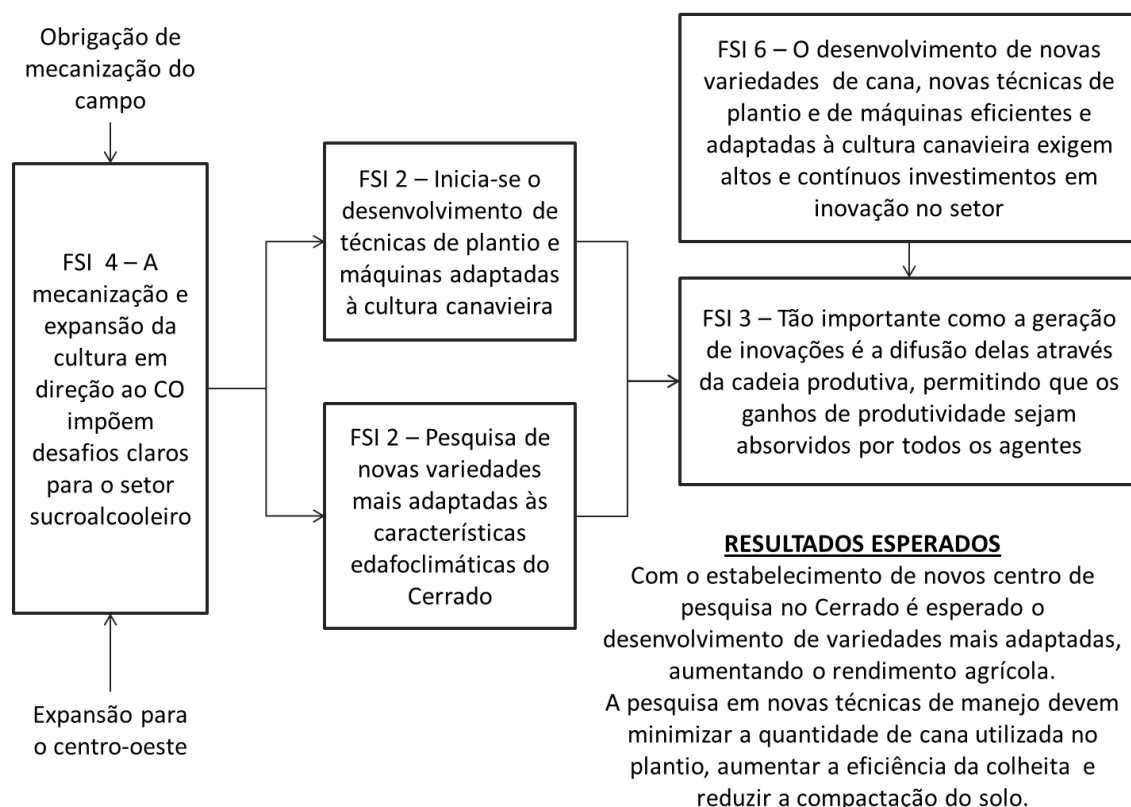 Obrigação de
mecanização do
campo
FSI 4 – A
mecanização e
expansão da
cultura em
direção ao CO
impõem
desafios claros
para o setor
sucroalcooleiro
Expansão para
o centro-oeste
FSI 2 – Inicia-se o
desenvolvimento de
técnicas de plantio e
máquinas adaptadas
à cultura canavieira
FSI 2 – Pesquisa de
novas variedades
mais adaptadas às
características
edafoclimáticas do
Cerrado
FSI 6 – O desenvolvimento de novas
variedades de cana, novas técnicas de
plantio e de máquinas eficientes e
adaptadas à cultura canavieira exigem
altos e contínuos investimentos em
inovação no setor
FSI 3 – Tão importante como a geração
de inovações é a difusão delas através
da cadeia produtiva, permitindo que os
ganhos de produtividade sejam
absorvidos por todos os agentes
RESULTADOS ESPERADOS
Com o estabelecimento de novos centro de
pesquisa no Cerrado é esperado o
desenvolvimento de variedades mais adaptadas,
aumentando o rendimento agrícola.
A pesquisa em novas técnicas de manejo devem
minimizar a quantidade de cana utilizada no
plantio, aumentar a eficiência da colheita e
reduzir a compactação do solo.